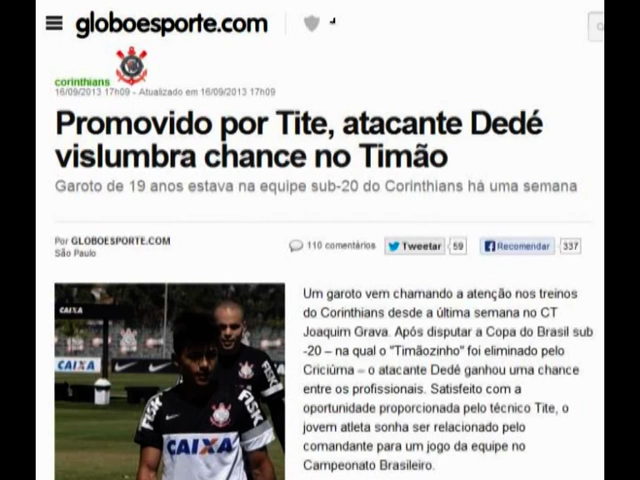 globoesporte.com
corinthians
16/09/2013 17h09 - Atualizado em 16/09/2013 17h09
Promovido por Tite, atacante Dedé
vislumbra chance no Timão
Garoto de 19 anos estava na equipe sub-20 do Corinthians há uma semana
Por GLOBOESPORTE.COM
São Paulo
110 comentários
Tweetar 59
Recomendar 337
Um garoto vem chamando a atenção nos treinos
do Corinthians desde a última semana no CT
Joaquim Grava. Após disputar a Copa do Brasil sub
-20 – na qual o "Timãozinho" foi eliminado pelo
Criciúma – o atacante Dedé ganhou uma chance
entre os profissionais. Satisfeito com a
oportunidade proporcionada pelo técnico Tite, o
jovem atleta sonha ser relacionado pelo
comandante para um jogo da equipe no
Campeonato Brasileiro.
CAIXA
CAIXA
CAIXA
FISK
FISK
CAIXA